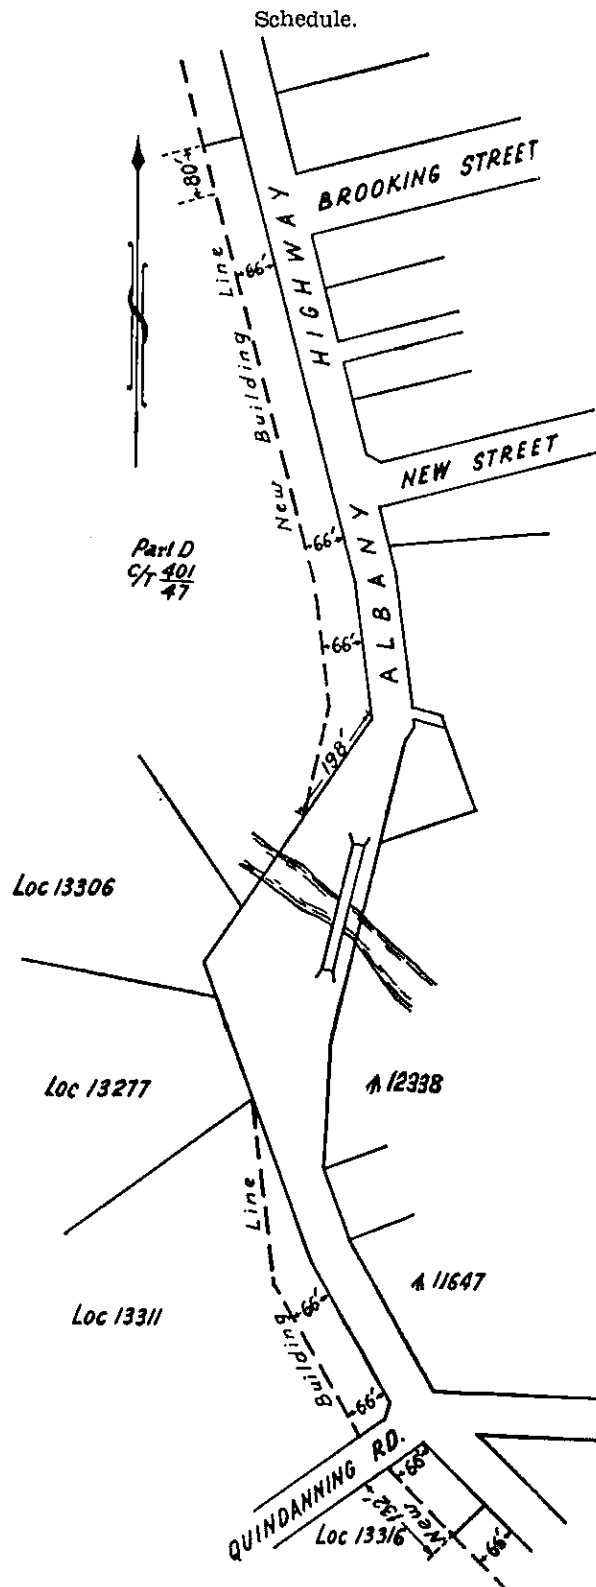 Schedule.
80'
BROOKING STREET
HIGHWAY
66'
New Building Line
NEW STREET
66'
ALBANY
Part D
C/T 401/47
66'
198'
Loc 13306
Loc 13277
12338
Line
11647
Loc 13311
66'
Building
66'
QUINDANNING RD.
66'
132'
New
Loc 13316
66'